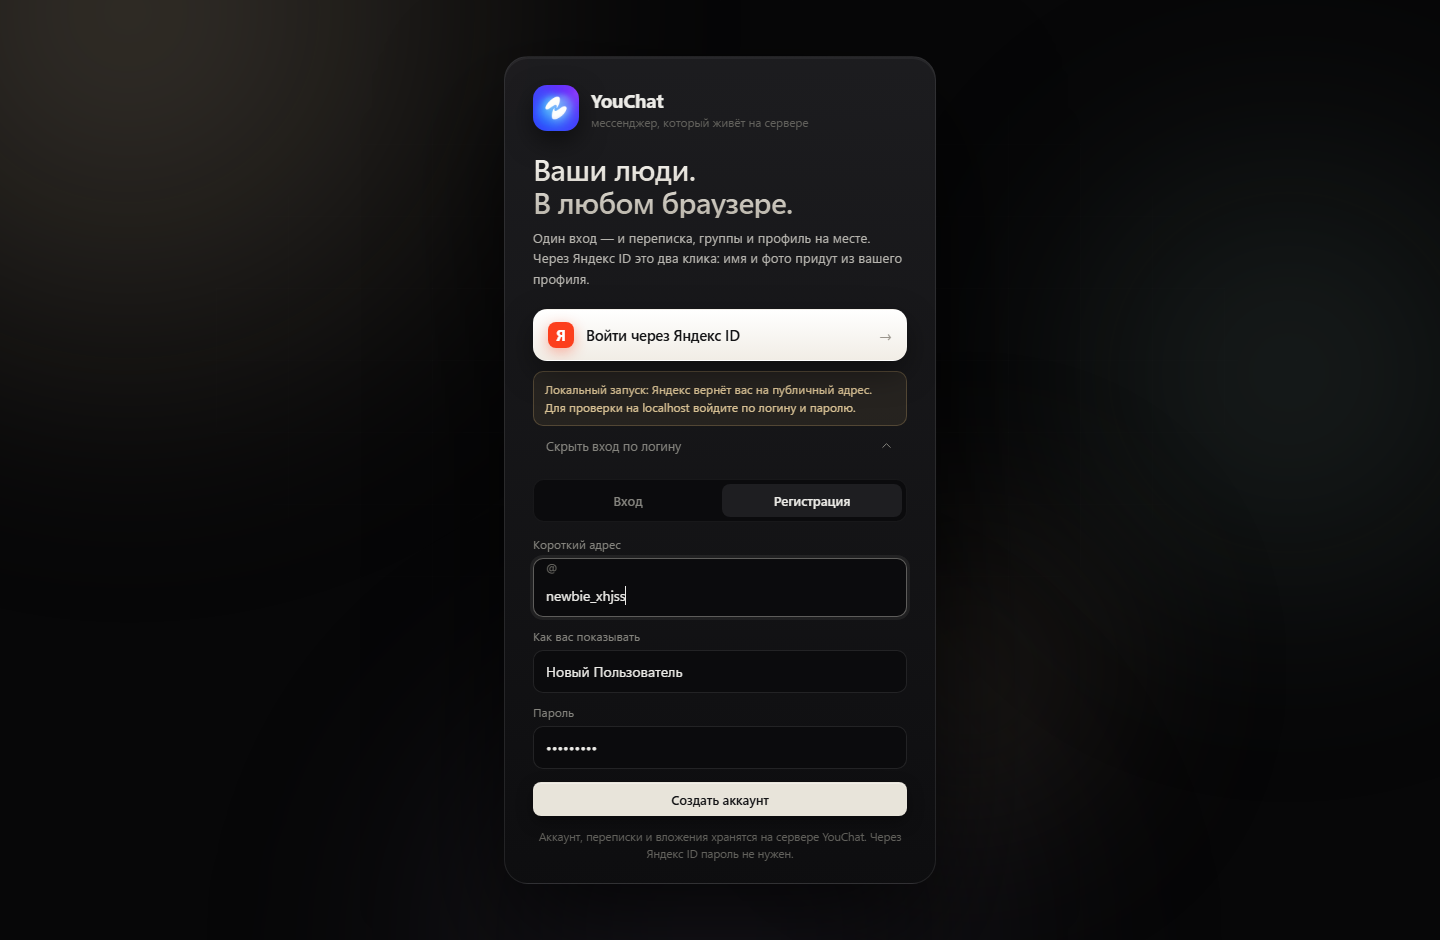 YouChat
мессенджер, который живёт на сервере
Ваши люди.
В любом браузере.
Один вход — и переписка, группы и профиль на месте.
Через Яндекс ID это два клика: имя и фото придут из вашего
профиля.
Я Войти через Яндекс ID →
Локальный запуск: Яндекс вернёт вас на публичный адрес.
Для проверки на localhost войдите по логину и паролю.
Скрыть вход по логину
Вход Регистрация
Короткий адрес
@
newbie_xhjss
Как вас показывать
Новый Пользователь
Пароль
•••••••••
Создать аккаунт
Аккаунт, переписки и вложения хранятся на сервере YouChat. Через
Яндекс ID пароль не нужен.